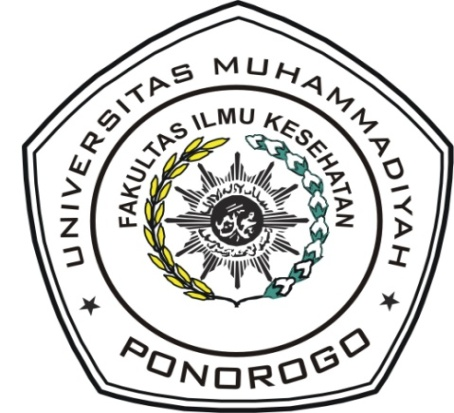 UNIVERSITAS MUHAMMADIYAH
FAKULTAS ILMU KESEHATAN
PONOROGO